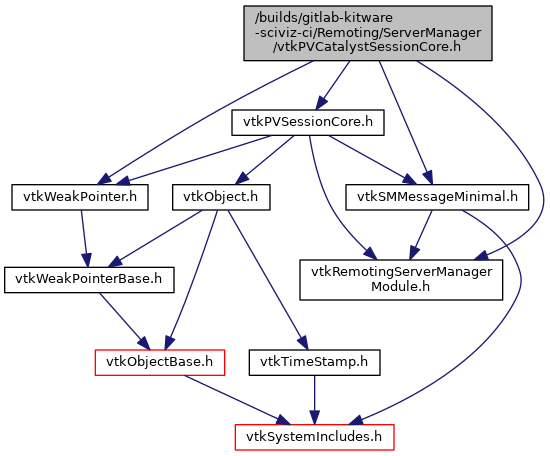 /builds/gitlab-kitware
-sciviz-ci/Remoting/ServerManager
/vtkPVCatalystSessionCore.h
vtkPVSessionCore.h
vtkWeakPointer.h
vtkObject.h
vtkSMMessageMinimal.h
vtkWeakPointerBase.h
vtkRemotingServerManager
Module.h
vtkObjectBase.h
vtkTimeStamp.h
vtkSystemIncludes.h